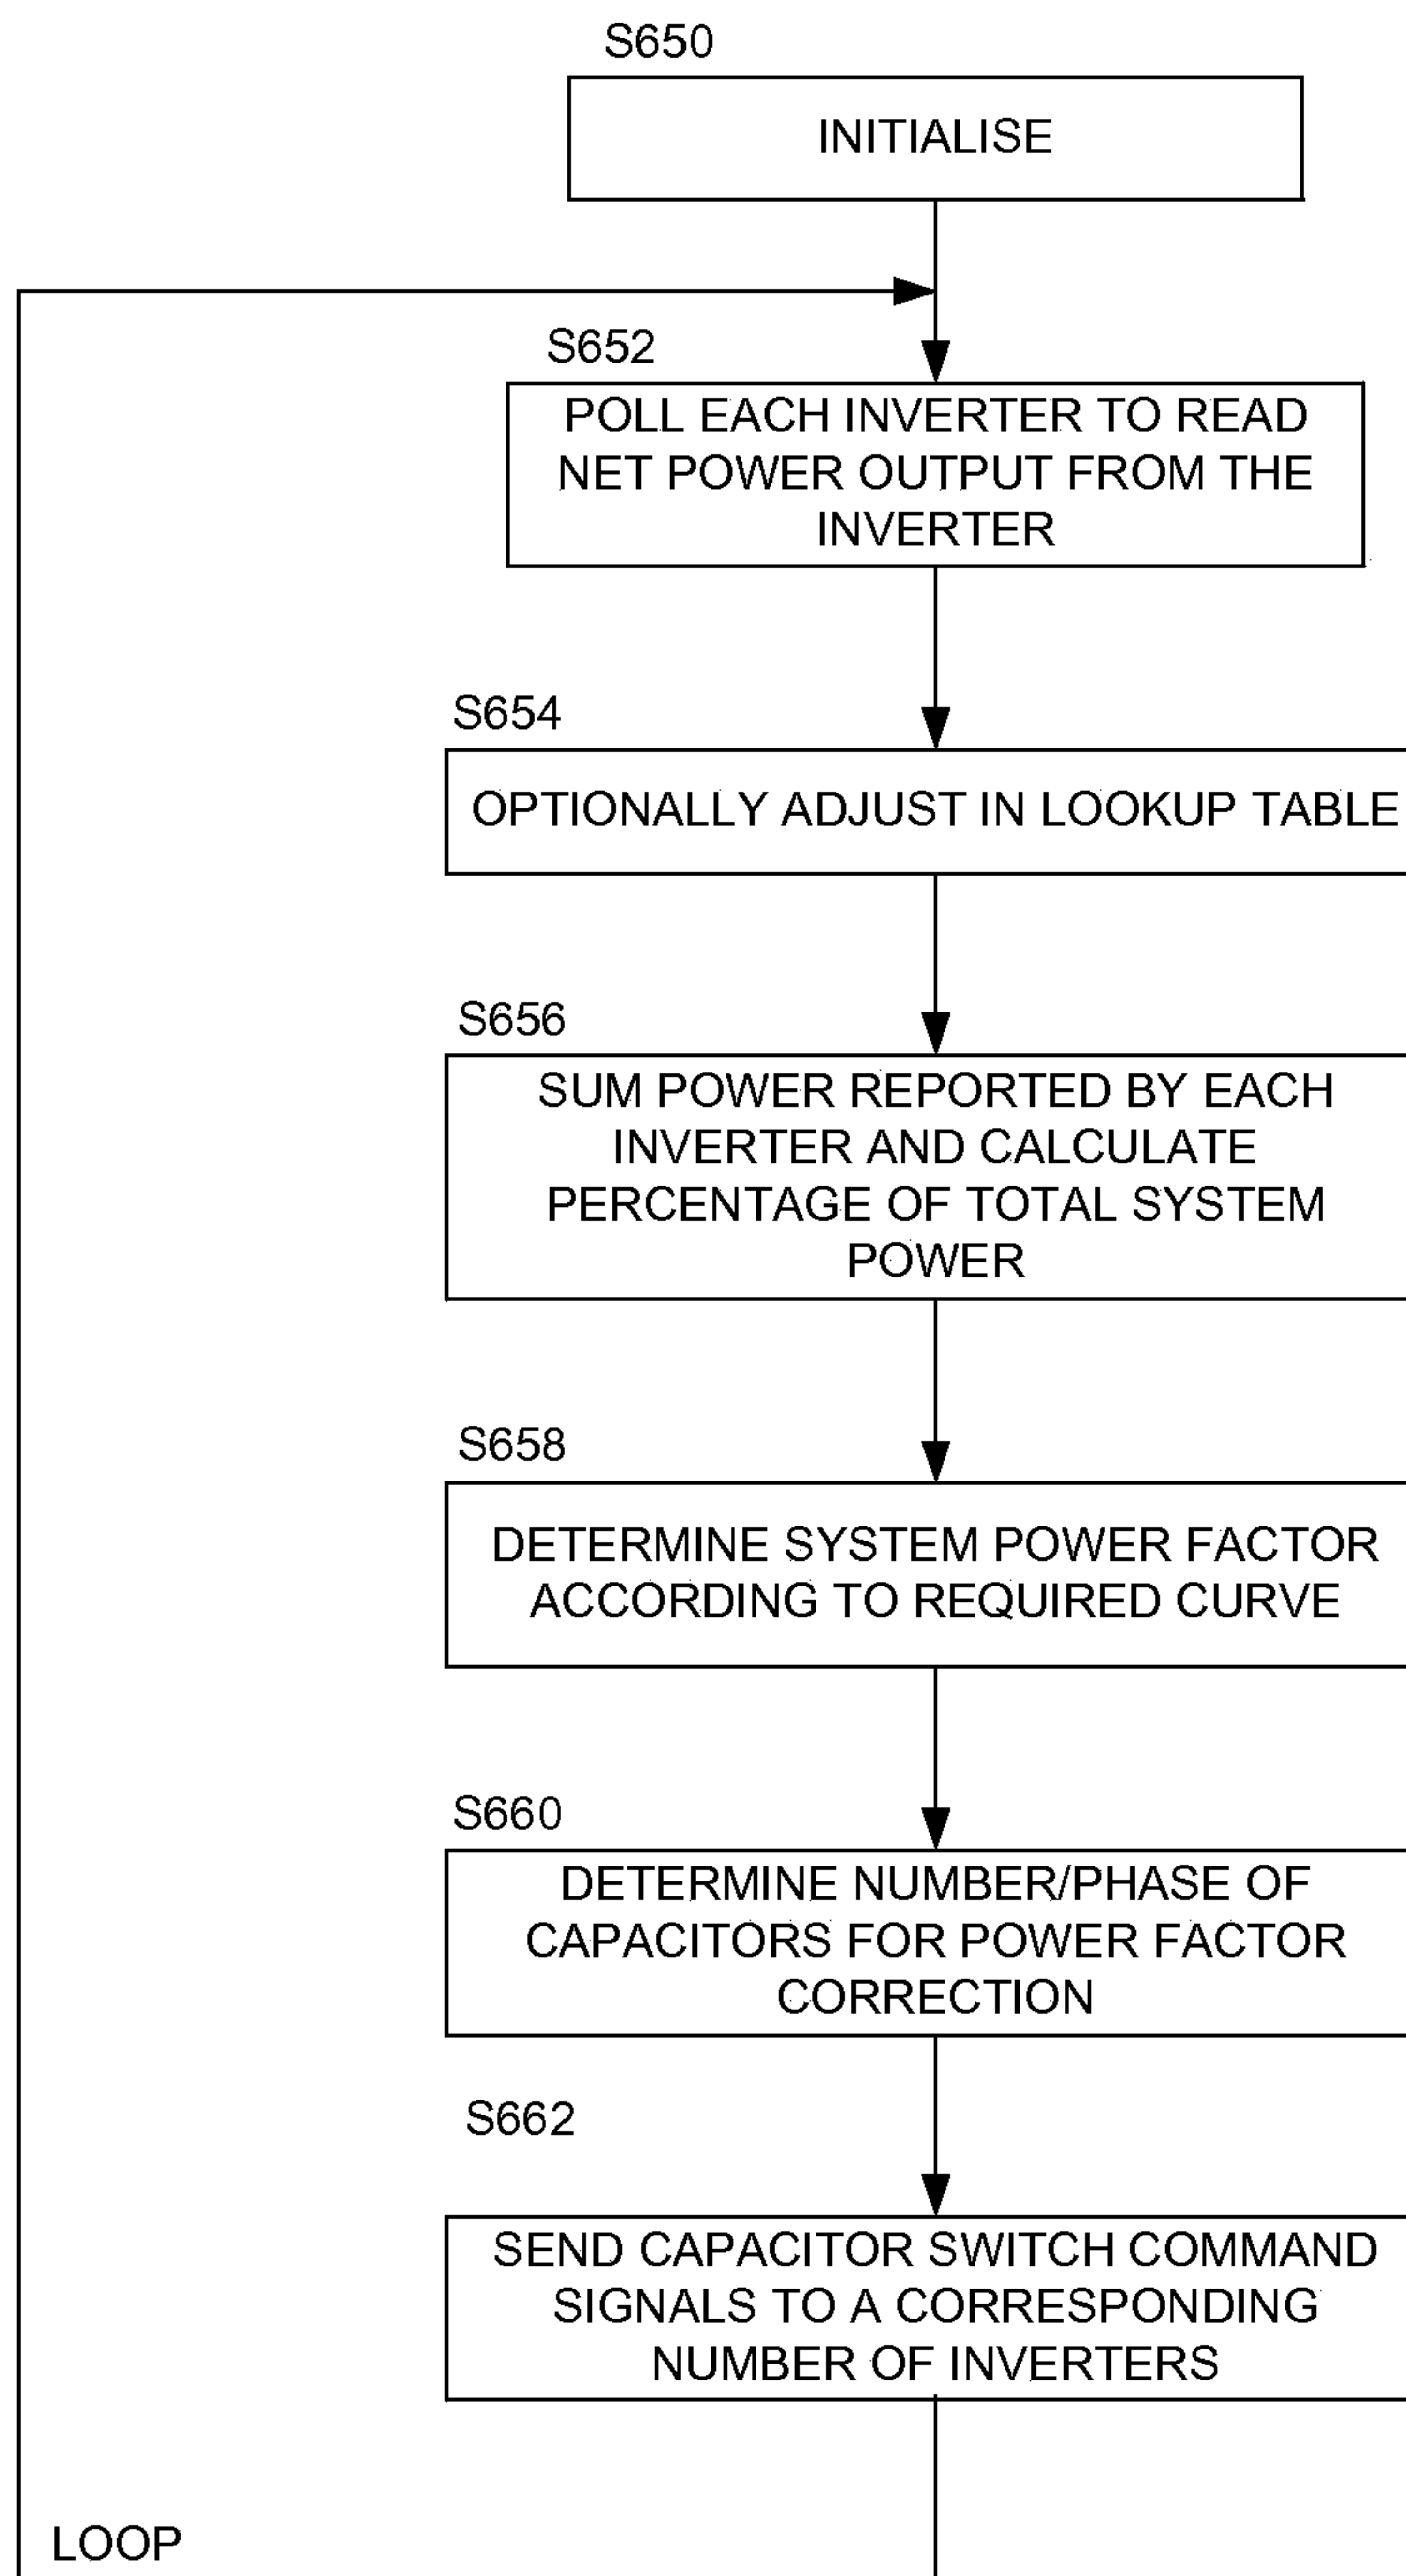 S650
INITIALISE
S652
POLL EACH INVERTER TO READ
NET POWER OUTPUT FROM THE
INVERTER
S654
OPTIONALLY ADJUST IN LOOKUP TABLE
S656
SUM POWER REPORTED BY EACH
INVERTER AND CALCULATE
PERCENTAGE OF TOTAL SYSTEM
POWER
S658
DETERMINE SYSTEM POWER FACTOR
ACCORDING TO REQUIRED CURVE
S660
DETERMINE NUMBER/PHASE OF
CAPACITORS FOR POWER FACTOR
CORRECTION
S662
SEND CAPACITOR SWITCH COMMAND
SIGNALS TO A CORRESPONDING
NUMBER OF INVERTERS
LOOP